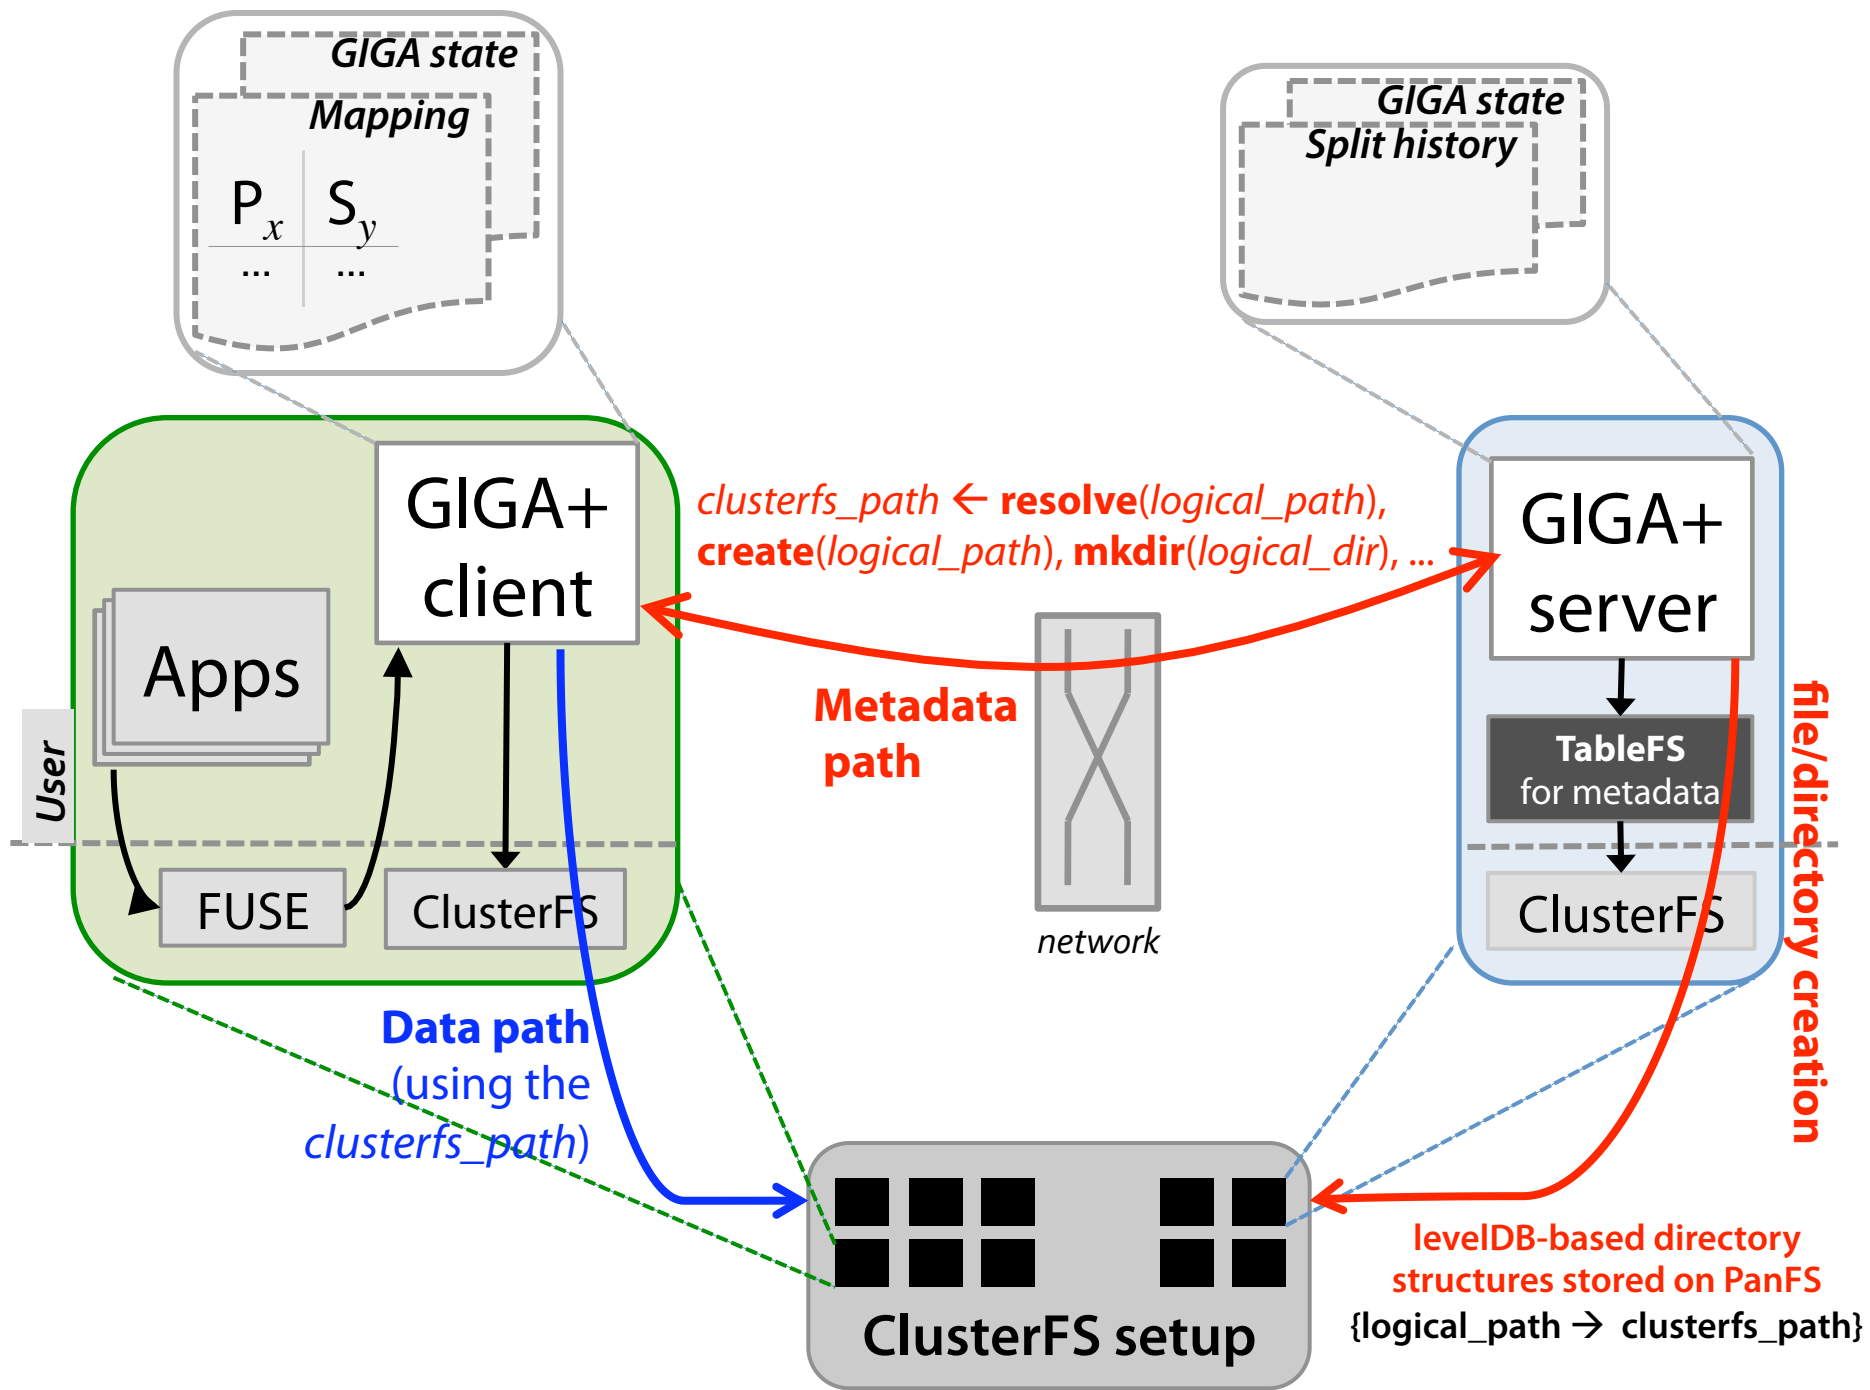 GIGA state
Mapping
P_x S_y
... ...
GIGA state
Split history
GIGA+
client
Apps
User
FUSE
ClusterFS
clusterfs_path ← resolve(logical_path),
create(logical_path), mkdir(logical_dir), ...
Metadata
path
network
GIGA+
server
TableFS
for metadata
ClusterFS
file/directory creation
Data path
(using the
clusterfs_path)
ClusterFS setup
levelDB-based directory
structures stored on PanFS
{logical_path → clusterfs_path}